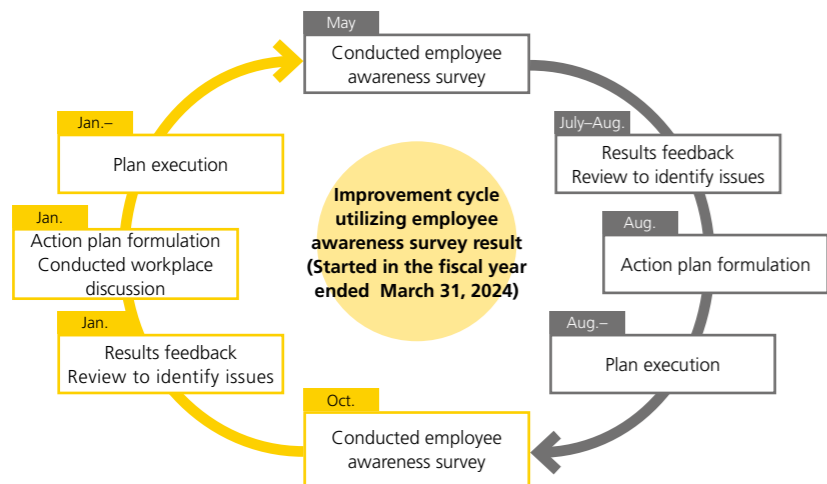 May
Conducted employee
awareness survey
July–Aug.
Results feedback
Review to identify issues
Aug.
Action plan formulation
Aug.–
Plan execution
Oct.
Conducted employee
awareness survey
Jan.
Results feedback
Review to identify issues
Jan.
Action plan formulation
Conducted workplace
discussion
Jan.–
Plan execution
Improvement cycle
utilizing employee
awareness survey result
(Started in the fiscal year
ended March 31, 2024)